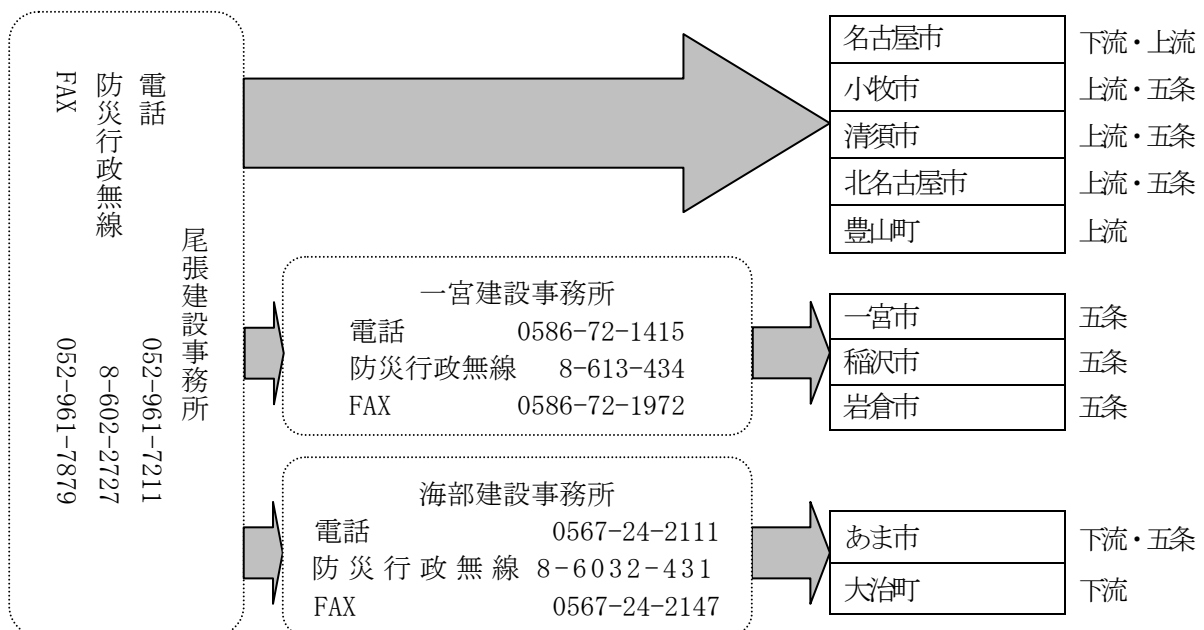 尾張建設事務所
電話 052-961-7211
防災行政無線 8-602-2727
FAX 052-961-7879
名古屋市 下流・上流
小牧市 上流・五条
清須市 上流・五条
北名古屋市 上流・五条
豊山町 上流
一宮建設事務所
電話 0586-72-1415
防災行政無線 8-613-434
FAX 0586-72-1972
一宮市 五条
稲沢市 五条
岩倉市 五条
海部建設事務所
電話 0567-24-2111
防災行政無線 8-6032-431
FAX 0567-24-2147
あま市 下流・五条
大治町 下流